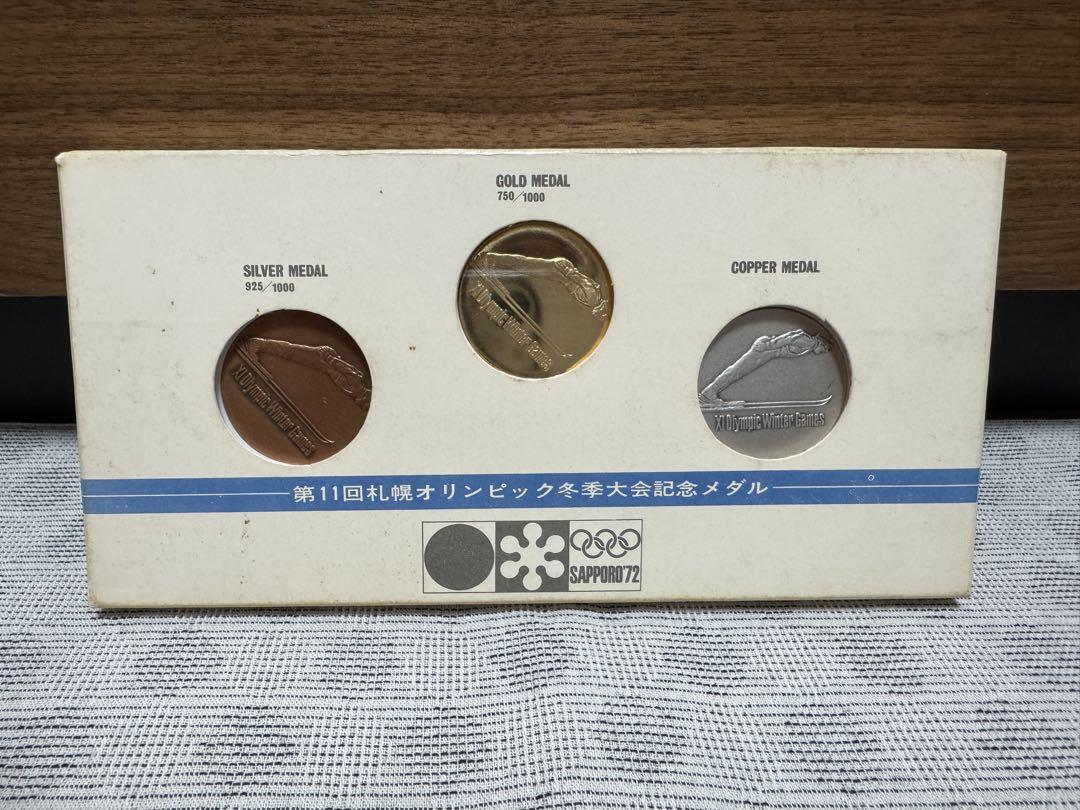 GOLD MEDAL
750/1000
SILVER MEDAL
925/1000
COPPER MEDAL
XI Olympic Winter Games
XI Olympic Winter Games
XI Olympic Winter Games
第11回札幌オリンピック冬季大会記念メダル
SAPPORO'72